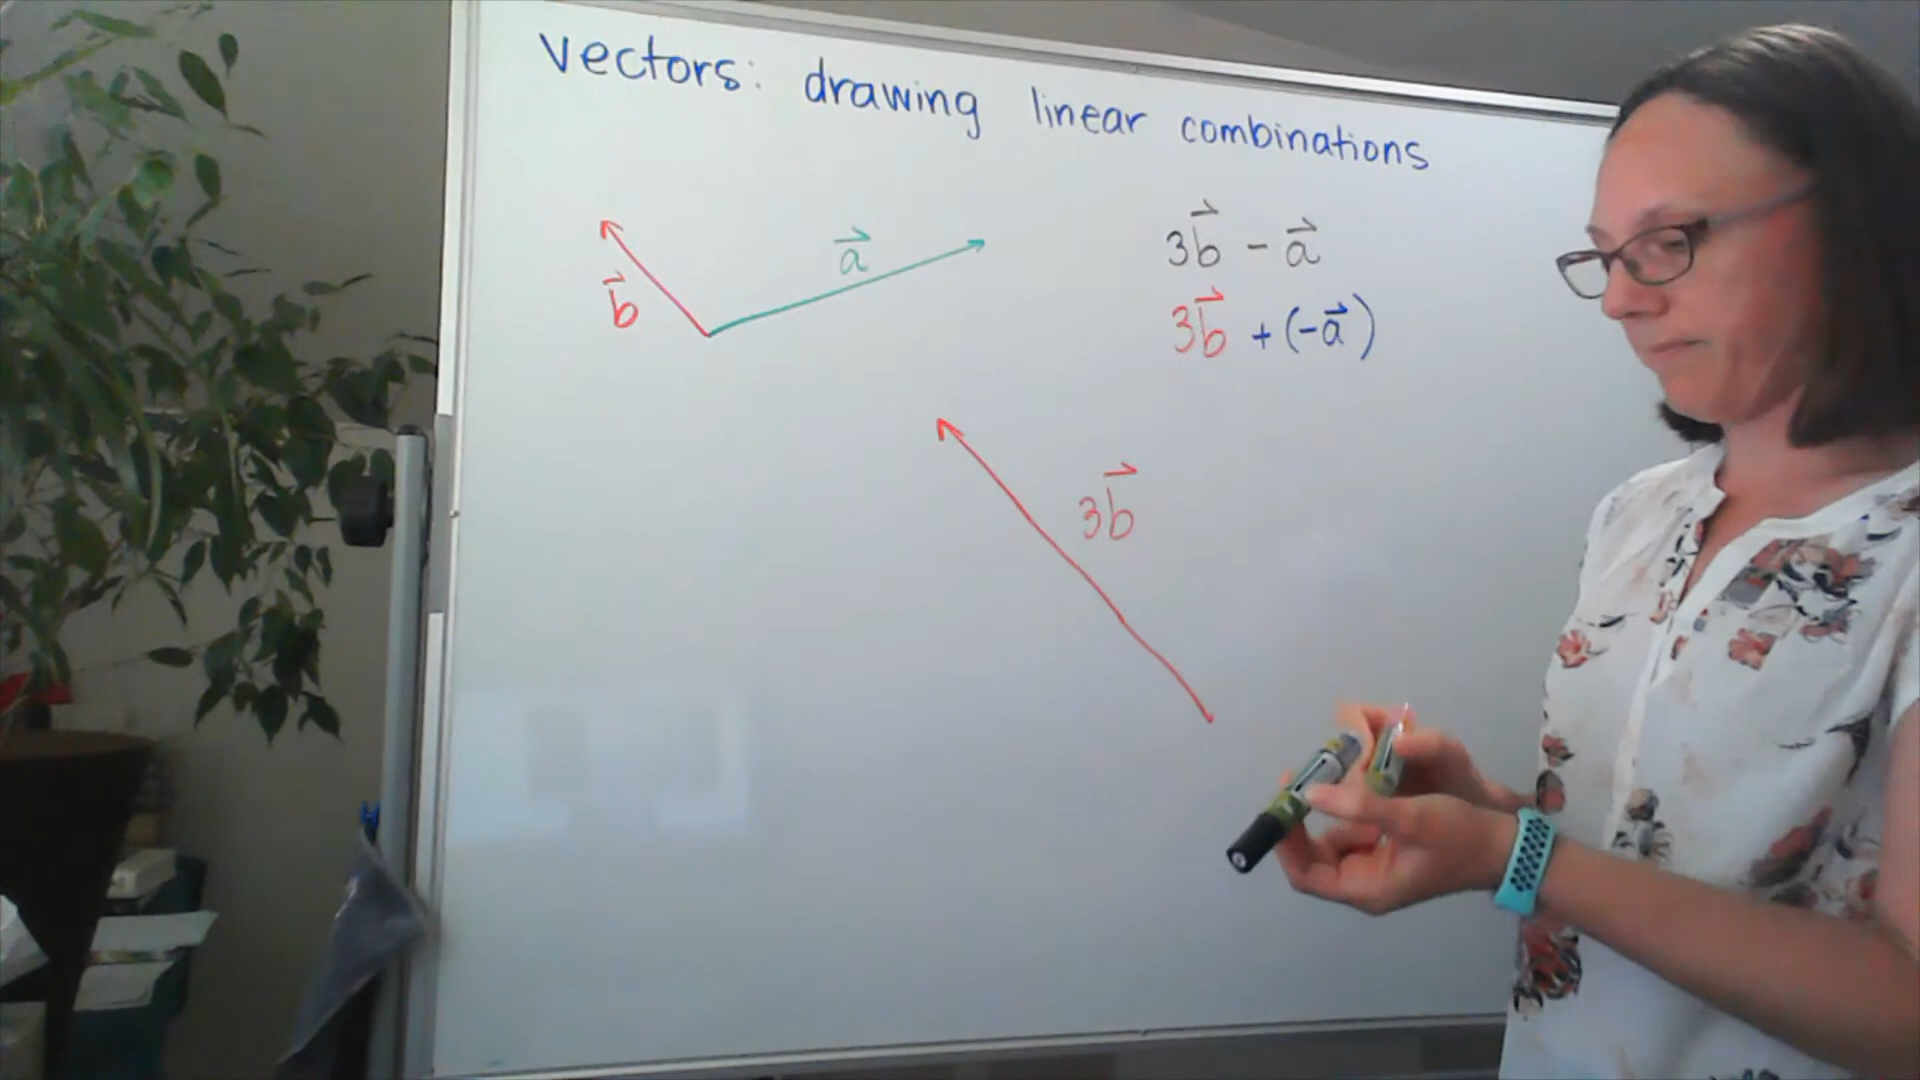 vectors: drawing linear combinations
b⃗
a⃗
3b⃗ - a⃗
3b⃗ + (-a⃗)
3b⃗